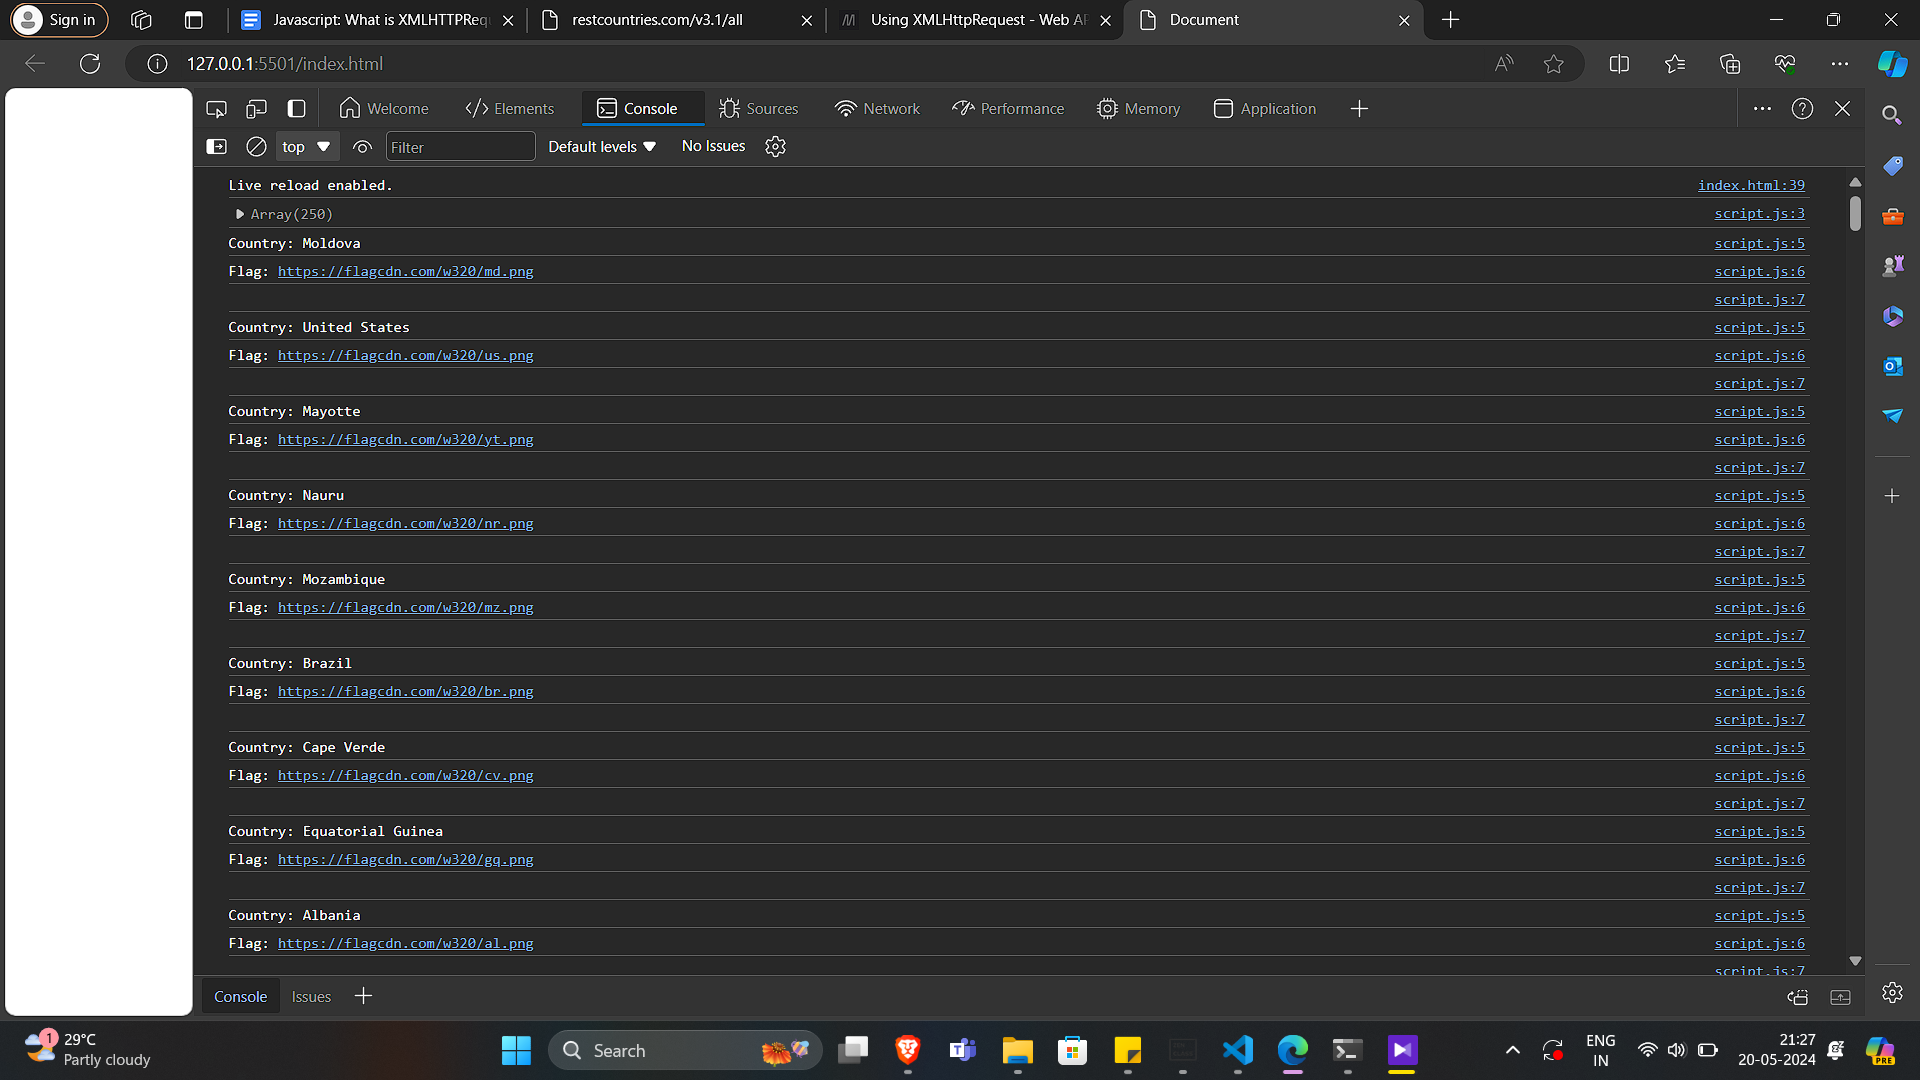 Sign in
Javascript: What is XMLHTTPRequ
restcountries.com/v3.1/all
Using XMLHttpRequest - Web AP
Document
127.0.0.1:5501/index.html
Welcome
Elements
Console
Sources
Network
Performance
Memory
Application
top
Filter
Default levels
No Issues
Live reload enabled. index.html:39
Array(250) script.js:3
Country: Moldova script.js:5
Flag: https://flagcdn.com/w320/md.png script.js:6
script.js:7
Country: United States script.js:5
Flag: https://flagcdn.com/w320/us.png script.js:6
script.js:7
Country: Mayotte script.js:5
Flag: https://flagcdn.com/w320/yt.png script.js:6
script.js:7
Country: Nauru script.js:5
Flag: https://flagcdn.com/w320/nr.png script.js:6
script.js:7
Country: Mozambique script.js:5
Flag: https://flagcdn.com/w320/mz.png script.js:6
script.js:7
Country: Brazil script.js:5
Flag: https://flagcdn.com/w320/br.png script.js:6
script.js:7
Country: Cape Verde script.js:5
Flag: https://flagcdn.com/w320/cv.png script.js:6
script.js:7
Country: Equatorial Guinea script.js:5
Flag: https://flagcdn.com/w320/gq.png script.js:6
script.js:7
Country: Albania script.js:5
Flag: https://flagcdn.com/w320/al.png script.js:6
script.js:7
Console
Issues
1
29°C
Partly cloudy
Search
ENG
IN
21:27
20-05-2024
PRE